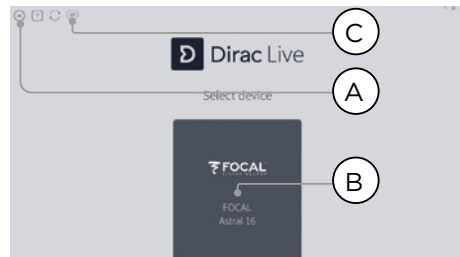 C
Dirac Live
A
Select device
FOCAL
B
FOCAL
Astral 16